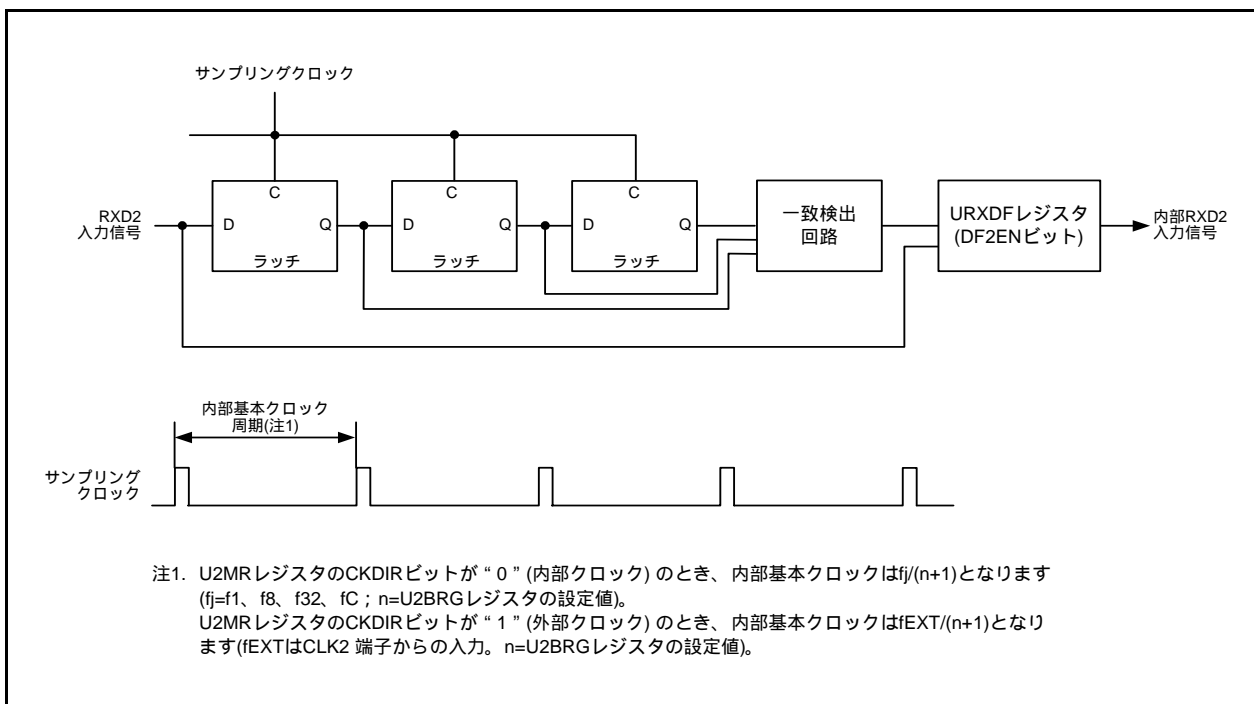 サンプリングクロック
C
C
C
RXD2
入力信号
D
Q
D
Q
D
Q
ラッチ
ラッチ
ラッチ
一致検出
回路
URXDFレジスタ
(DF2ENビット)
内部RXD2
入力信号
内部基本クロック
周期(注1)
サンプリング
クロック
注1. U2MRレジスタのCKDIRビットが“0”(内部クロック) のとき、内部基本クロックはfj/(n+1)となります
(fj=f1、f8、f32、fC ; n=U2BRGレジスタの設定値)。
U2MRレジスタのCKDIRビットが“1”(外部クロック) のとき、内部基本クロックはfEXT/(n+1)となり
ます(fEXTはCLK2 端子からの入力。n=U2BRGレジスタの設定値)。